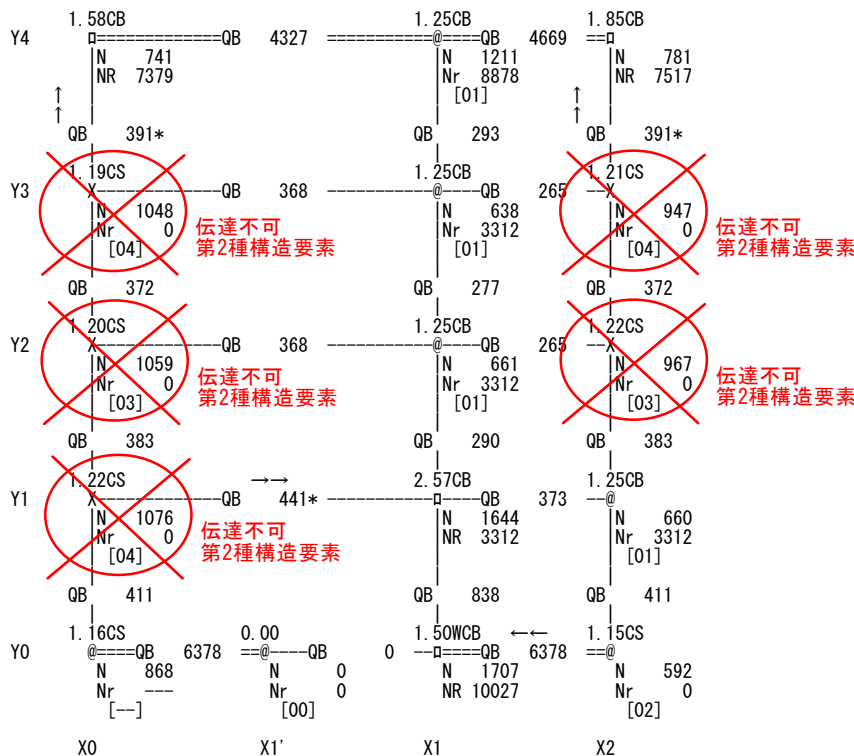 1.58CB 1.25CB 1.85CB
Y4 ¤=============QB 4327 ===========@====QB 4669 ==¤
N 741 N 1211 N 781
NR 7379 Nr 8878 NR 7517
↑ [01] ↑
↑ ↑
QB 391* QB 293 QB 391*
1.19CS 1.25CB 1.21CS
Y3 X-------------QB 368 -----------@----QB 265 --X
N 1048 N 638 N 947
Nr 0 伝達不可 Nr 3312 Nr 0 伝達不可
[04] 第2種構造要素 [01] [04] 第2種構造要素
QB 372 QB 277 QB 372
1.20CS 1.25CB 1.22CS
Y2 X-------------QB 368 -----------@----QB 265 --X
N 1059 N 661 N 967
Nr 0 伝達不可 Nr 3312 Nr 0 伝達不可
[03] 第2種構造要素 [01] [03] 第2種構造要素
QB 383 QB 290 QB 383
1.22CS →→ 2.57CB 1.25CB
Y1 X-------------QB 441* -----------¤----QB 373 --@
N 1076 N 1644 N 660
Nr 0 伝達不可 NR 3312 Nr 3312
[04] 第2種構造要素 [01]
QB 411 QB 838 QB 411
1.16CS 0.00 1.50WCB ←← 1.15CS
Y0 @====QB 6378 ==@----QB 0 --¤====QB 6378 ==@
N 868 N 0 N 1707 N 592
Nr --- Nr 0 NR 10027 Nr 0
[--] [00] [02]
X0 X1' X1 X2